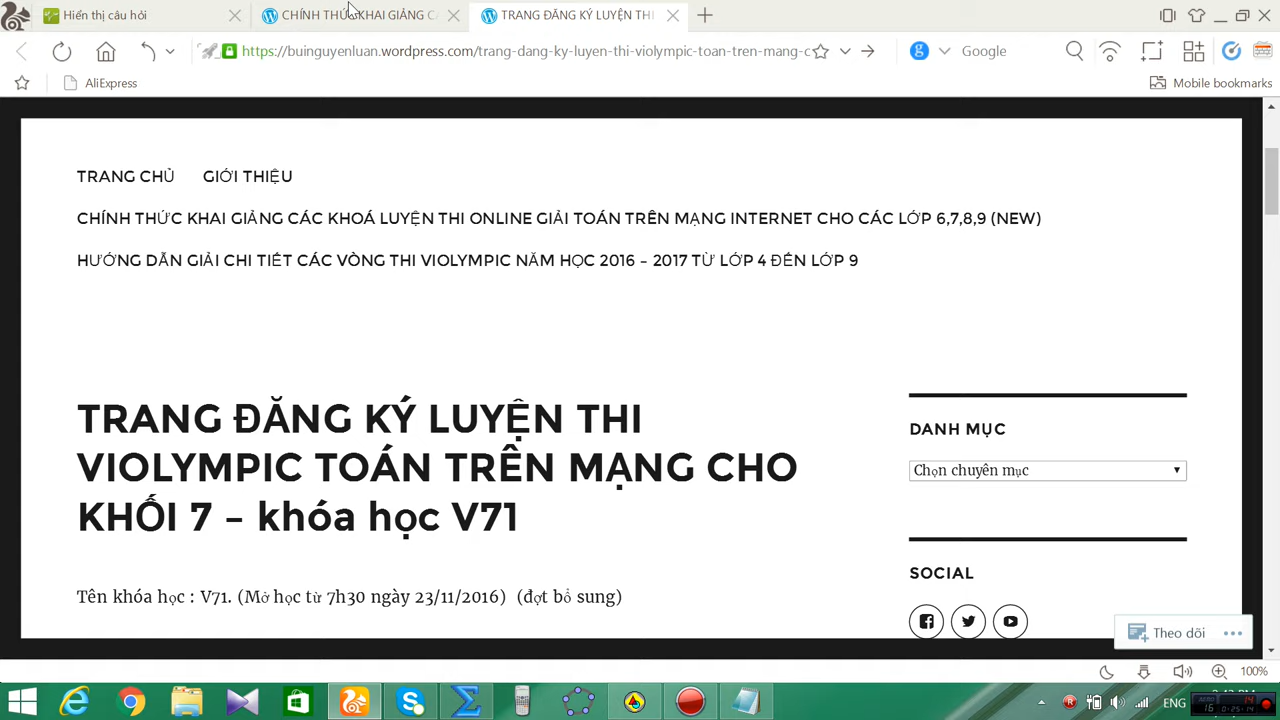 Hiển thị câu hỏi
CHÍNH THỨC KHAI GIẢNG CÁ
TRANG ĐĂNG KÝ LUYỆN THI
https://buinguyenluan.wordpress.com/trang-dang-ky-luyen-thi-violympic-toan-tren-mang-c
Google
AliExpress
Mobile bookmarks
TRANG CHỦ GIỚI THIỆU
CHÍNH THỨC KHAI GIẢNG CÁC KHOÁ LUYỆN THI ONLINE GIẢI TOÁN TRÊN MẠNG INTERNET CHO CÁC LỚP 6,7,8,9 (NEW)
HƯỚNG DẪN GIẢI CHI TIẾT CÁC VÒNG THI VIOLYMPIC NĂM HỌC 2016 – 2017 TỪ LỚP 4 ĐẾN LỚP 9
TRANG ĐĂNG KÝ LUYỆN THI
VIOLYMPIC TOÁN TRÊN MẠNG CHO
KHỐI 7 – khóa học V71
Tên khóa học : V71. (Mở học từ 7h30 ngày 23/11/2016) (đợt bổ sung)
DANH MỤC
Chọn chuyên mục
SOCIAL
Theo dõi
100%
ENG